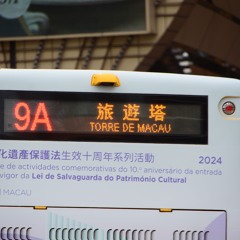 9A 旅遊塔
TORRE DE MACAU
化遺產保護法生效十周年系列活動 2024
e de actividades comemorativas do 10.º aniversário da entrada
vigor da Lei de Salvaguarda do Património Cultural
MACAU